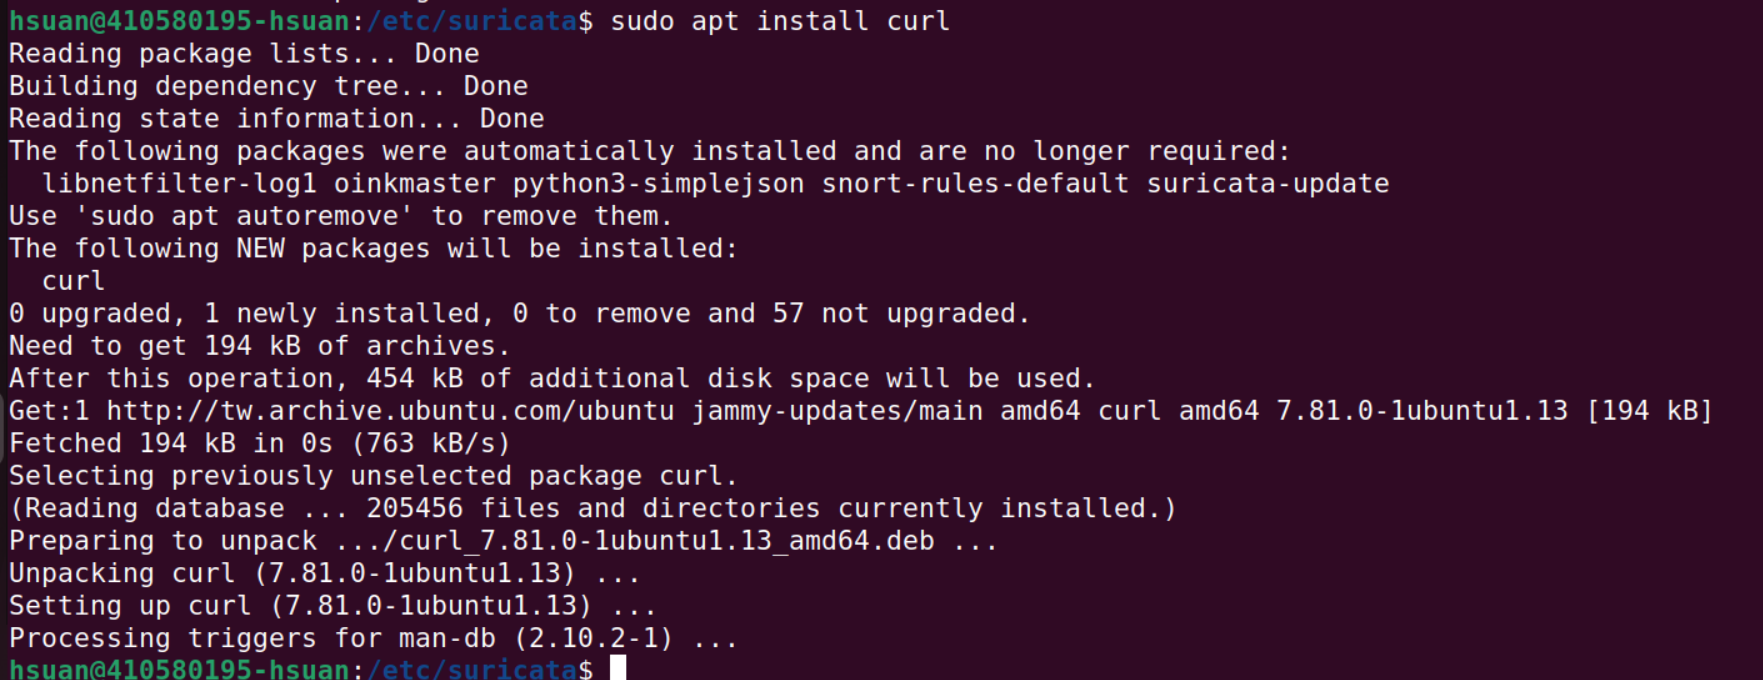 hsuan@410580195-hsuan:/etc/suricata$ sudo apt install curl
Reading package lists... Done
Building dependency tree... Done
Reading state information... Done
The following packages were automatically installed and are no longer required:
  libnetfilter-log1 oinkmaster python3-simplejson snort-rules-default suricata-update
Use 'sudo apt autoremove' to remove them.
The following NEW packages will be installed:
  curl
0 upgraded, 1 newly installed, 0 to remove and 57 not upgraded.
Need to get 194 kB of archives.
After this operation, 454 kB of additional disk space will be used.
Get:1 http://tw.archive.ubuntu.com/ubuntu jammy-updates/main amd64 curl amd64 7.81.0-1ubuntu1.13 [194 kB]
Fetched 194 kB in 0s (763 kB/s)
Selecting previously unselected package curl.
(Reading database ... 205456 files and directories currently installed.)
Preparing to unpack .../curl_7.81.0-1ubuntu1.13_amd64.deb ...
Unpacking curl (7.81.0-1ubuntu1.13) ...
Setting up curl (7.81.0-1ubuntu1.13) ...
Processing triggers for man-db (2.10.2-1) ...
hsuan@410580195-hsuan:/etc/suricata$